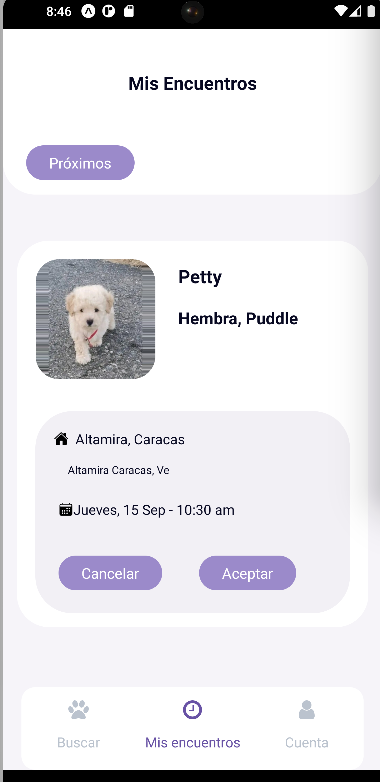 8:46
Mis Encuentros
Próximos
Petty
Hembra, Puddle
Altamira, Caracas
Altamira Caracas, Ve
Jueves, 15 Sep - 10:30 am
Cancelar
Aceptar
Buscar
Mis encuentros
Cuenta